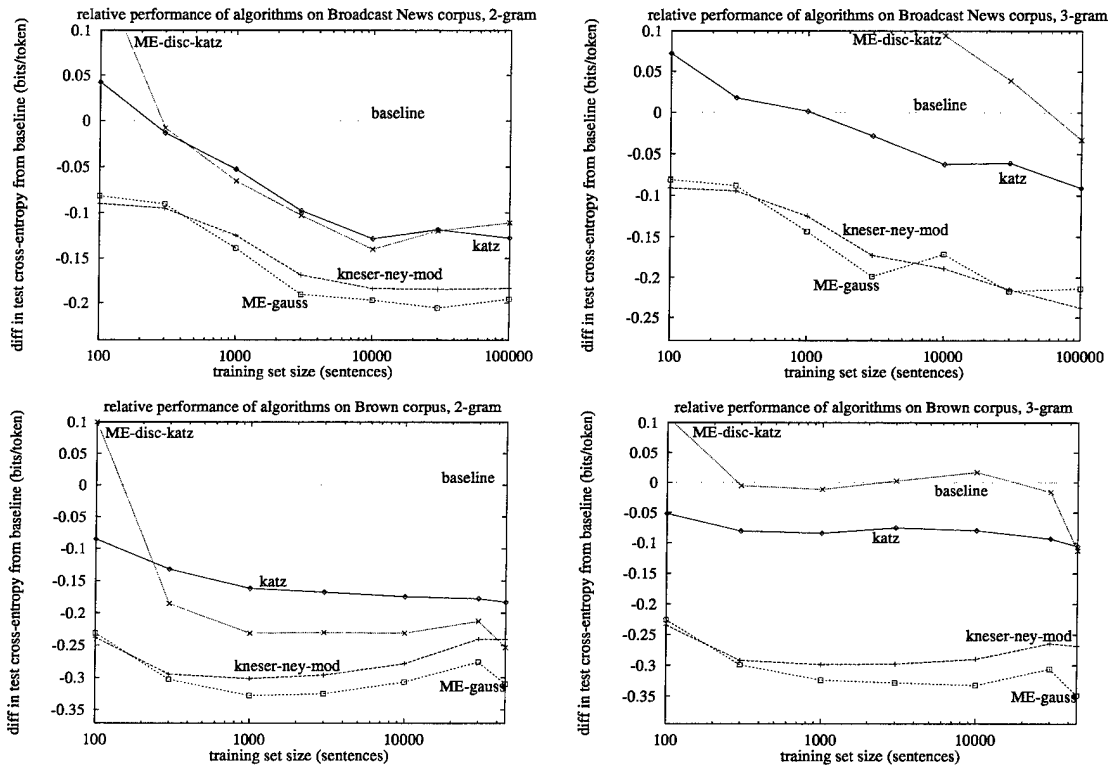 relative performance of algorithms on Broadcast News corpus, 2-gram
diff in test cross-entropy from baseline (bits/token)
0.1
0.05
0
-0.05
-0.1
-0.15
-0.2
ME-disc-katz
baseline
katz
kneser-ney-mod
ME-gauss
100
1000
10000
100000
training set size (sentences)
relative performance of algorithms on Broadcast News corpus, 3-gram
diff in test cross-entropy from baseline (bits/token)
0.1
0.05
0
-0.05
-0.1
-0.15
-0.2
-0.25
ME-disc-katz
baseline
katz
kneser-ney-mod
ME-gauss
100
1000
10000
100000
training set size (sentences)
relative performance of algorithms on Brown corpus, 2-gram
diff in test cross-entropy from baseline (bits/token)
0.1
0.05
0
-0.05
-0.1
-0.15
-0.2
-0.25
-0.3
-0.35
ME-disc-katz
baseline
katz
kneser-ney-mod
ME-gauss
100
1000
10000
training set size (sentences)
relative performance of algorithms on Brown corpus, 3-gram
diff in test cross-entropy from baseline (bits/token)
0.1
0.05
0
-0.05
-0.1
-0.15
-0.2
-0.25
-0.3
-0.35
ME-disc-katz
baseline
katz
kneser-ney-mod
ME-gauss
100
1000
10000
training set size (sentences)